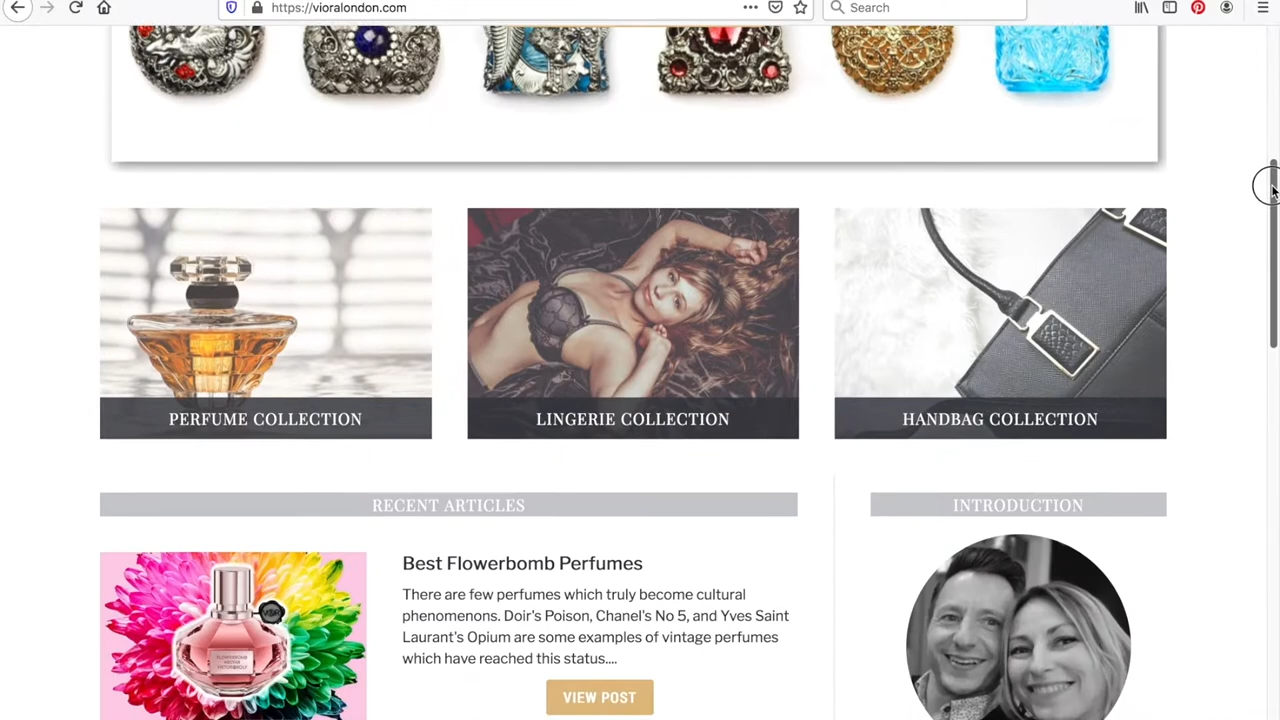 https://vioralondon.com
Search
PERFUME COLLECTION
LINGERIE COLLECTION
HANDBAG COLLECTION
RECENT ARTICLES
INTRODUCTION
Best Flowerbomb Perfumes
There are few perfumes which truly become cultural
phenomenons. Doir's Poison, Chanel's No 5, and Yves Saint
Laurant's Opium are some examples of vintage perfumes
which have reached this status....
VIEW POST